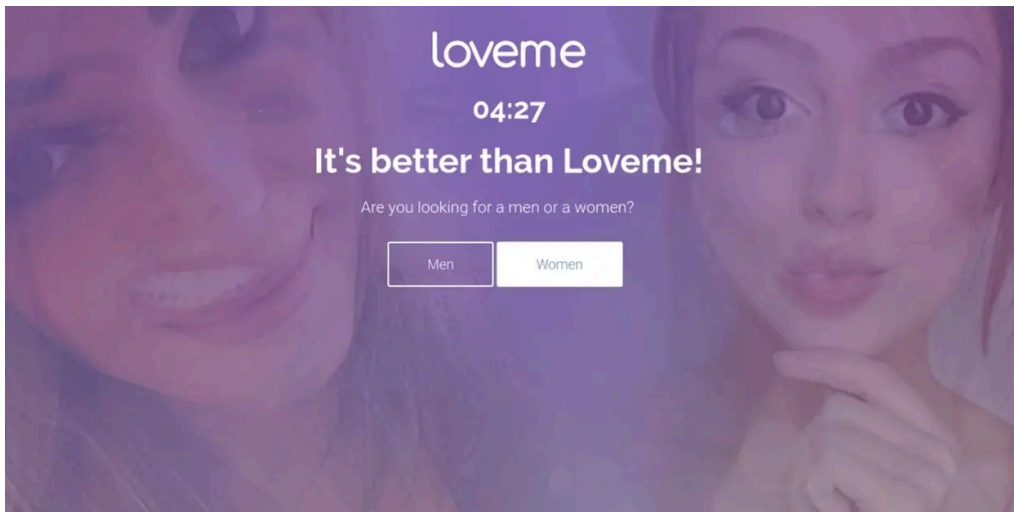 loveme
04:27
It's better than Loveme!
Are you looking for a men or a women?
Men Women